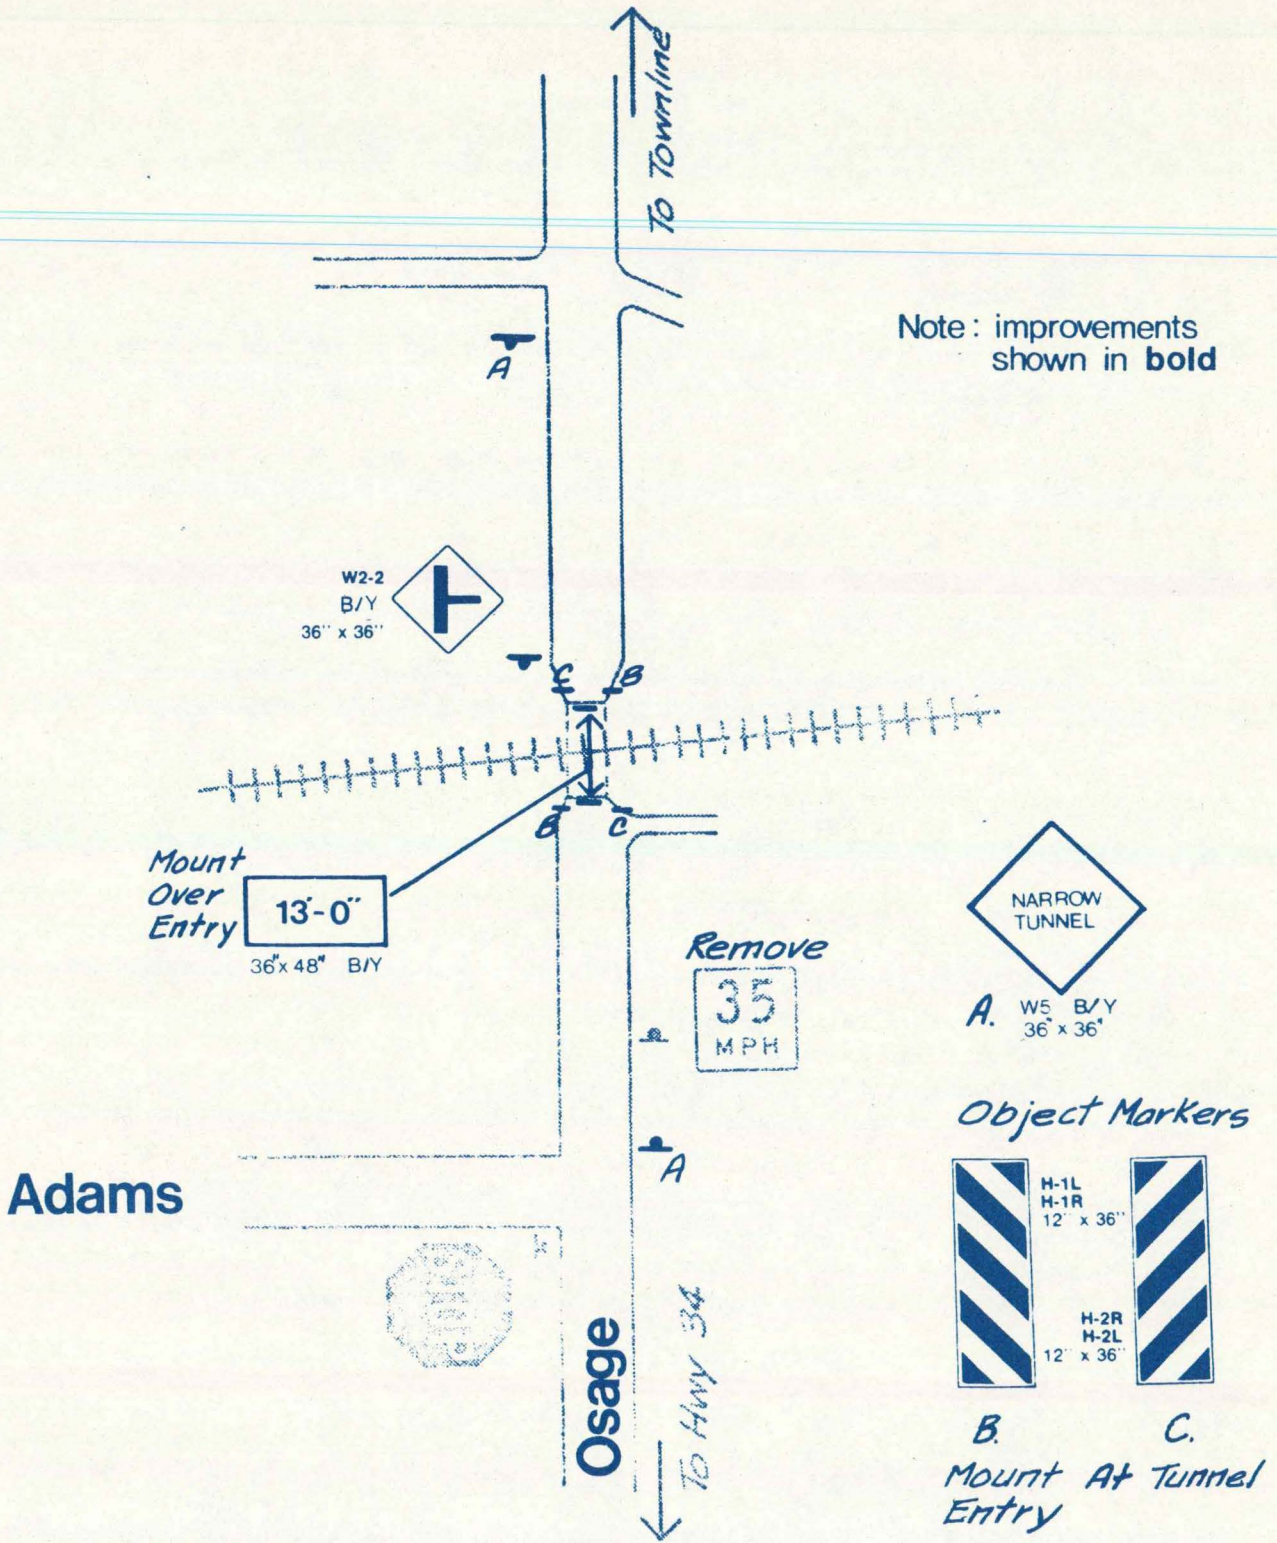 To Townline
Note: improvements
shown in bold
A
W2-2
B/Y
36" x 36"
C
B
B
C
Mount
Over
Entry
13'-0"
36" x 48" B/Y
NARROW
TUNNEL
A. W5 B/Y
36" x 36"
Remove
35
MPH
A
Object Markers
H-1L
H-1R
12" x 36"
H-2R
H-2L
12" x 36"
B. C.
Mount At Tunnel
Entry
Adams
Osage
To Hwy 34